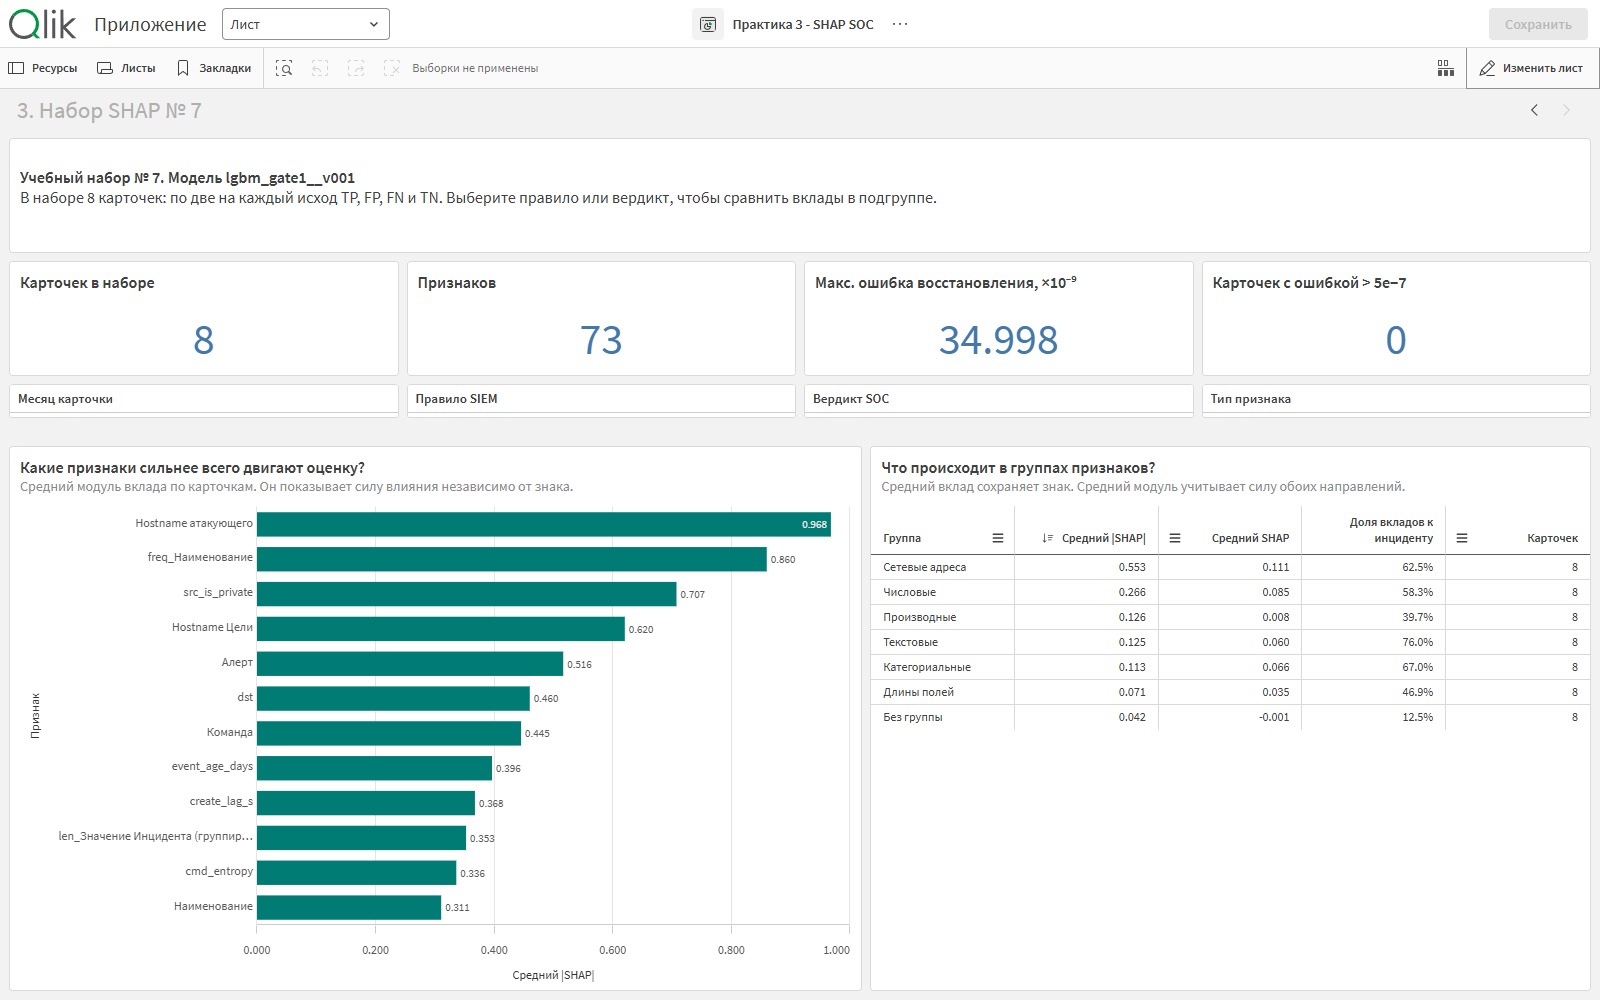 Qlik
Приложение
Лист
Практика 3 - SHAP SOC
...
Сохранить
Ресурсы
Листы
Закладки
Выборки не применены
Изменить лист
3. Набор SHAP № 7
Учебный набор № 7. Модель lgbm_gate1__v001
В наборе 8 карточек: по две на каждый исход TP, FP, FN и TN. Выберите правило или вердикт, чтобы сравнить вклады в подгруппе.
Карточек в наборе
8
Признаков
73
Макс. ошибка восстановления, ×10⁻⁹
34.998
Карточек с ошибкой > 5e−7
0
Месяц карточки
Правило SIEM
Вердикт SOC
Тип признака
Какие признаки сильнее всего двигают оценку?
Средний модуль вклада по карточкам. Он показывает силу влияния независимо от знака.
Признак
Hostname атакующего 0.968
freq_Наименование 0.860
src_is_private 0.707
Hostname Цели 0.620
Алерт 0.516
dst 0.460
Команда 0.445
event_age_days 0.396
create_lag_s 0.368
len_Значение Инцидента (группир... 0.353
cmd_entropy 0.336
Наименование 0.311
0.000 0.200 0.400 0.600 0.800 1.000
Средний |SHAP|
Что происходит в группах признаков?
Средний вклад сохраняет знак. Средний модуль учитывает силу обоих направлений.
Группа Средний |SHAP| Средний SHAP Доля вкладов к инциденту Карточек
Сетевые адреса 0.553 0.111 62.5% 8
Числовые 0.266 0.085 58.3% 8
Производные 0.126 0.008 39.7% 8
Текстовые 0.125 0.060 76.0% 8
Категориальные 0.113 0.066 67.0% 8
Длины полей 0.071 0.035 46.9% 8
Без группы 0.042 -0.001 12.5% 8